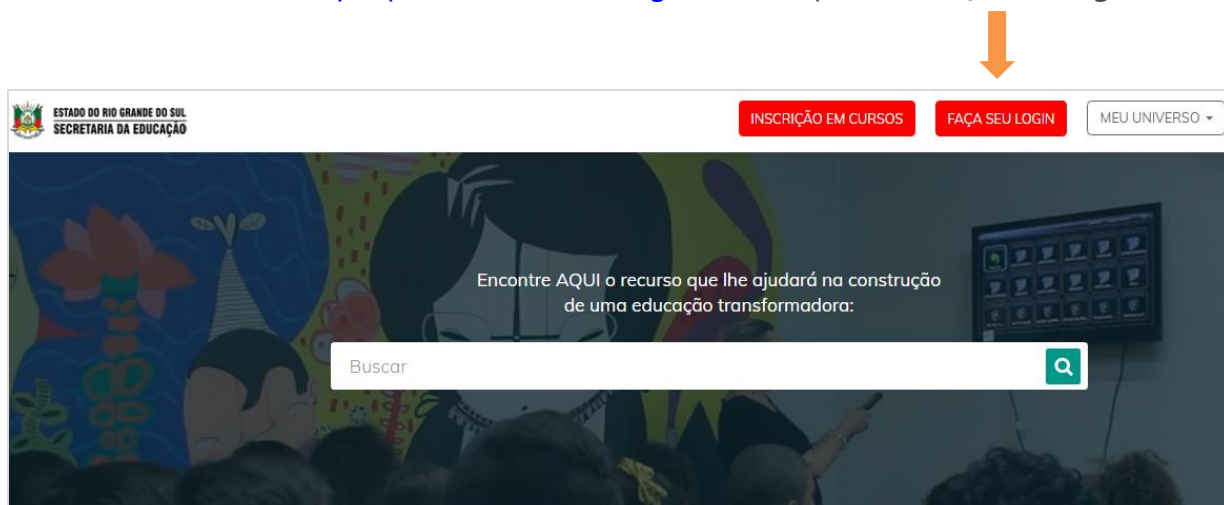 ESTADO DO RIO GRANDE DO SUL
SECRETARIA DA EDUCAÇÃO
INSCRIÇÃO EM CURSOS
FAÇA SEU LOGIN
MEU UNIVERSO
Encontre AQUI o recurso que lhe ajudará na construção
de uma educação transformadora:
Buscar